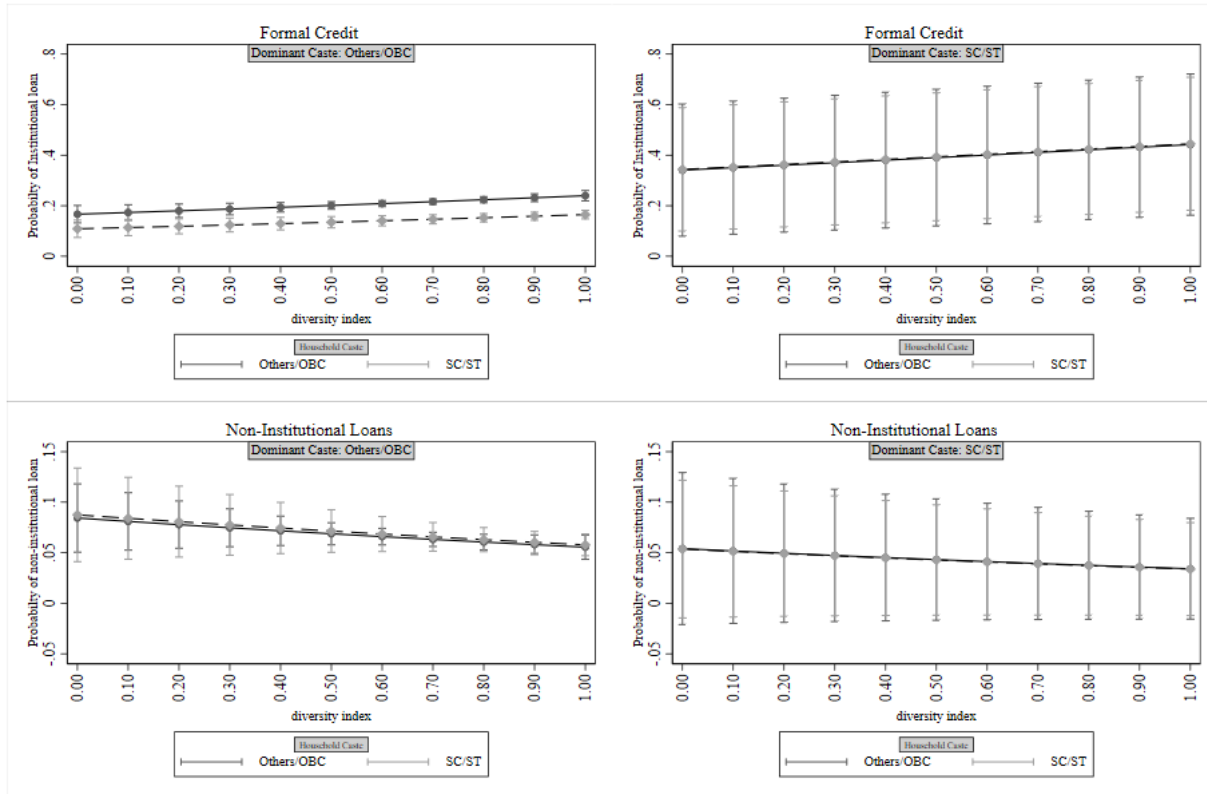 Formal Credit
Dominant Caste: Others/OBC
Probabilty of Institutional loan
.8
.6
.4
.2
0
0.00 0.10 0.20 0.30 0.40 0.50 0.60 0.70 0.80 0.90 1.00
diversity index
Household Caste
Others/OBC SC/ST
Formal Credit
Dominant Caste: SC/ST
Probabilty of Institutional loan
.8
.6
.4
.2
0
0.00 0.10 0.20 0.30 0.40 0.50 0.60 0.70 0.80 0.90 1.00
diversity index
Household Caste
Others/OBC SC/ST
Non-Institutional Loans
Dominant Caste: Others/OBC
Probabilty of non-institutional loan
.15
.1
.05
0
-.05
0.00 0.10 0.20 0.30 0.40 0.50 0.60 0.70 0.80 0.90 1.00
diversity index
Household Caste
Others/OBC SC/ST
Non-Institutional Loans
Dominant Caste: SC/ST
Probabilty of non-institutional loan
.15
.1
.05
0
-.05
0.00 0.10 0.20 0.30 0.40 0.50 0.60 0.70 0.80 0.90 1.00
diversity index
Household Caste
Others/OBC SC/ST